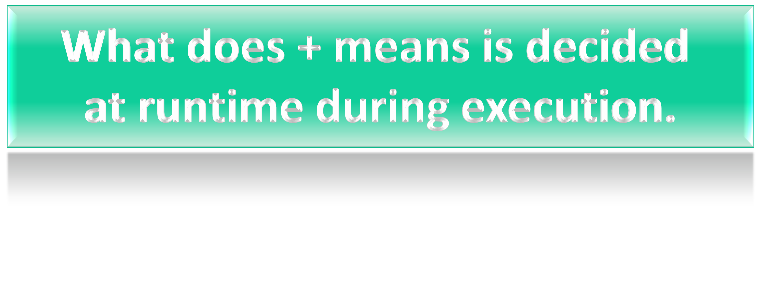 What does + means is decided
at runtime during execution.